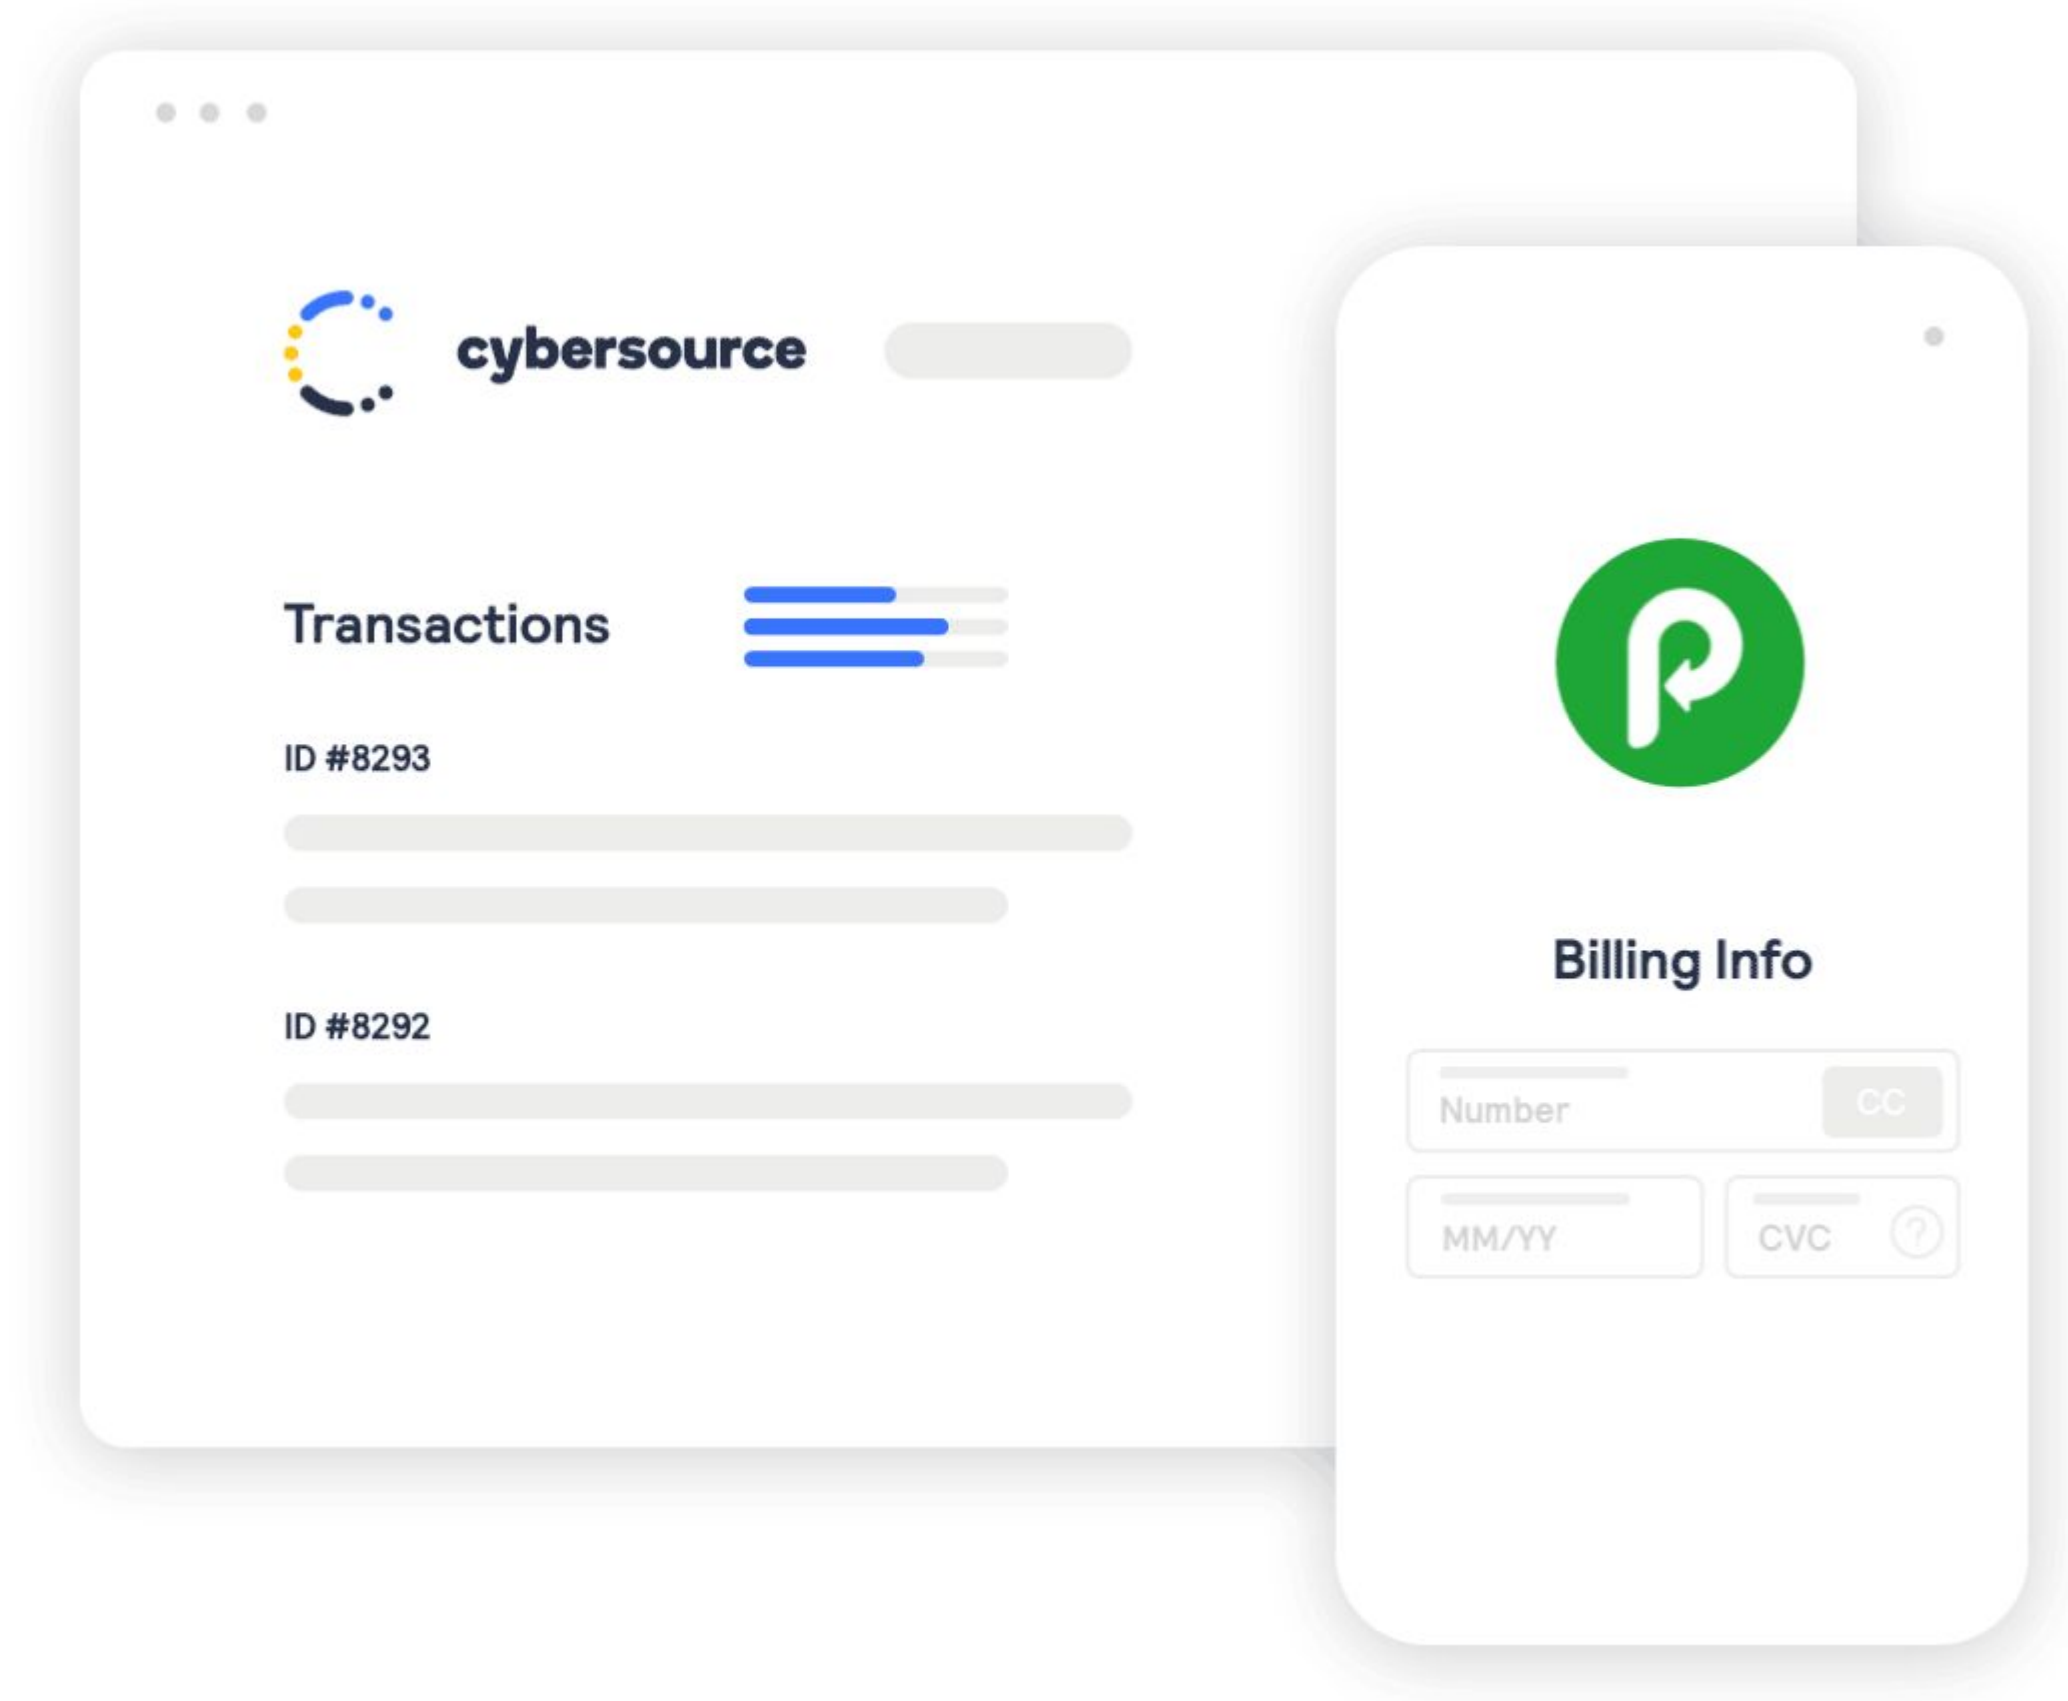 cybersource
Transactions
ID #8293
ID #8292
Billing Info
Number
CC
MM/YY
CVC
?